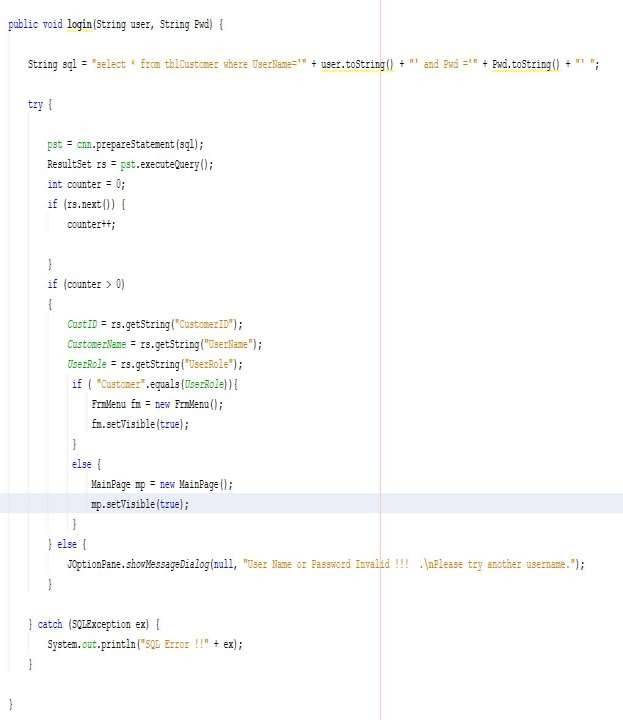 public void login(String user, String Pwd) {
String sql = "select * from tblCustomer where UserName='" + user.toString() + "' and Pwd ='" + Pwd.toString() + "' ";
try {
pst = cnn.prepareStatement(sql);
ResultSet rs = pst.executeQuery();
int counter = 0;
if (rs.next()) {
counter++;
}
if (counter > 0)
{
CustID = rs.getString("CustomerID");
CustomerName = rs.getString("UserName");
UserRole = rs.getString("UserRole");
if ( "Customer".equals(UserRole)){
FrmMenu fm = new FrmMenu();
fm.setVisible(true);
}
else {
MainPage mp = new MainPage();
mp.setVisible(true);
}
} else {
JOptionPane.showMessageDialog(null, "User Name or Password Invalid !!!  .\nPlease try another username.");
}
} catch (SQLException ex) {
System.out.println("SQL Error !!" + ex);
}
}